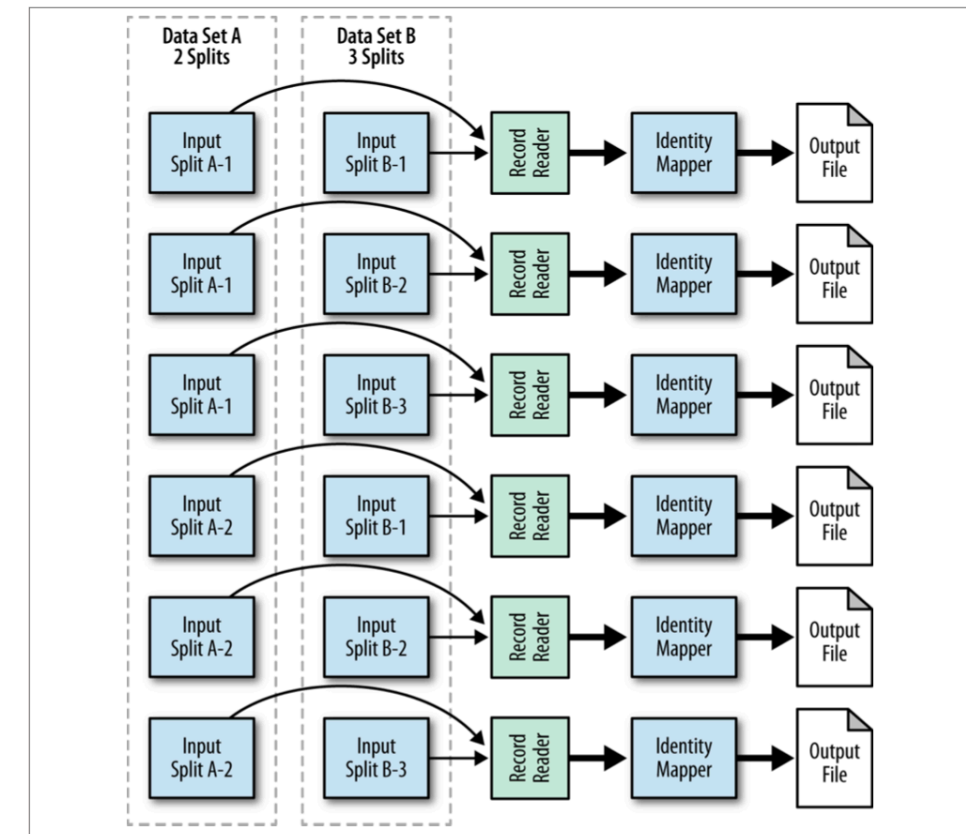 Data Set A
2 Splits
Data Set B
3 Splits
Input
Split A-1
Input
Split B-1
Record
Reader
Identity
Mapper
Output
File
Input
Split A-1
Input
Split B-2
Record
Reader
Identity
Mapper
Output
File
Input
Split A-1
Input
Split B-3
Record
Reader
Identity
Mapper
Output
File
Input
Split A-2
Input
Split B-1
Record
Reader
Identity
Mapper
Output
File
Input
Split A-2
Input
Split B-2
Record
Reader
Identity
Mapper
Output
File
Input
Split A-2
Input
Split B-3
Record
Reader
Identity
Mapper
Output
File